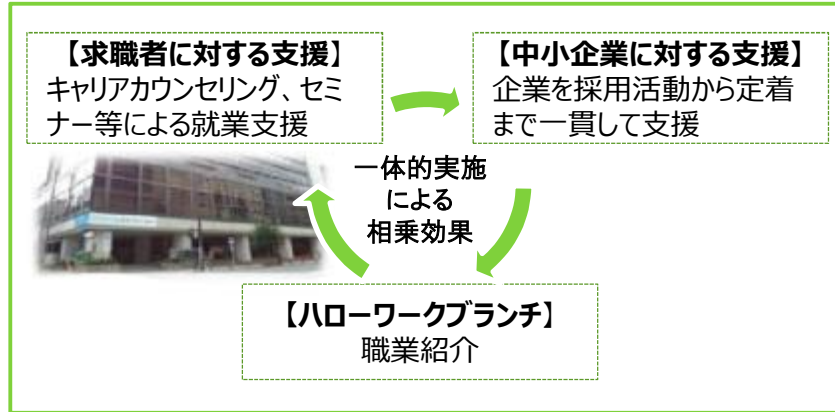 【求職者に対する支援】
キャリアカウンセリング、セミ
ナー等による就業支援
【中小企業に対する支援】
企業を採用活動から定着
まで一貫して支援
一体的実施
による
相乗効果
【ハローワークブランチ】
職業紹介